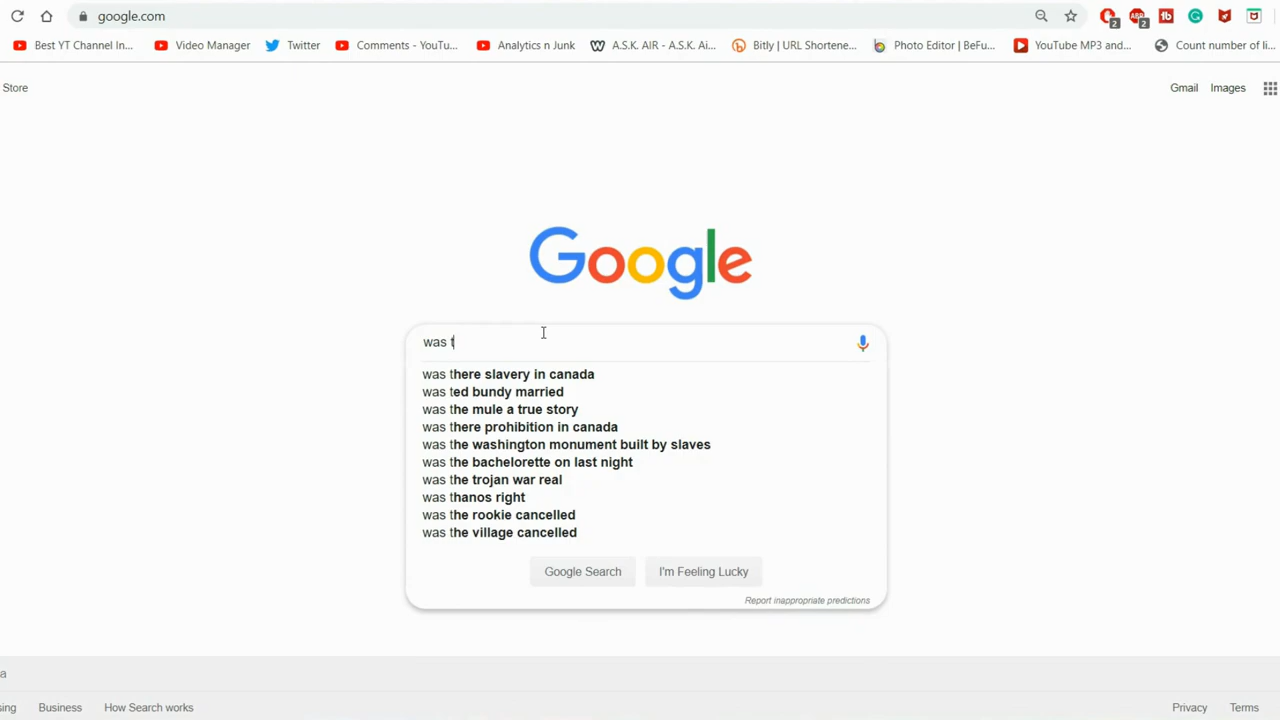 google.com
2 2
Best YT Channel In... Video Manager Twitter Comments - YouTu... Analytics n Junk A.S.K. AIR - A.S.K. Ai... Bitly | URL Shortene... Photo Editor | BeFu... YouTube MP3 and... Count number of li...
Store Gmail Images
Google
was t
was there slavery in canada
was ted bundy married
was the mule a true story
was there prohibition in canada
was the washington monument built by slaves
was the bachelorette on last night
was the trojan war real
was thanos right
was the rookie cancelled
was the village cancelled
Google Search I'm Feeling Lucky
Report inappropriate predictions
a
sing Business How Search works Privacy Terms